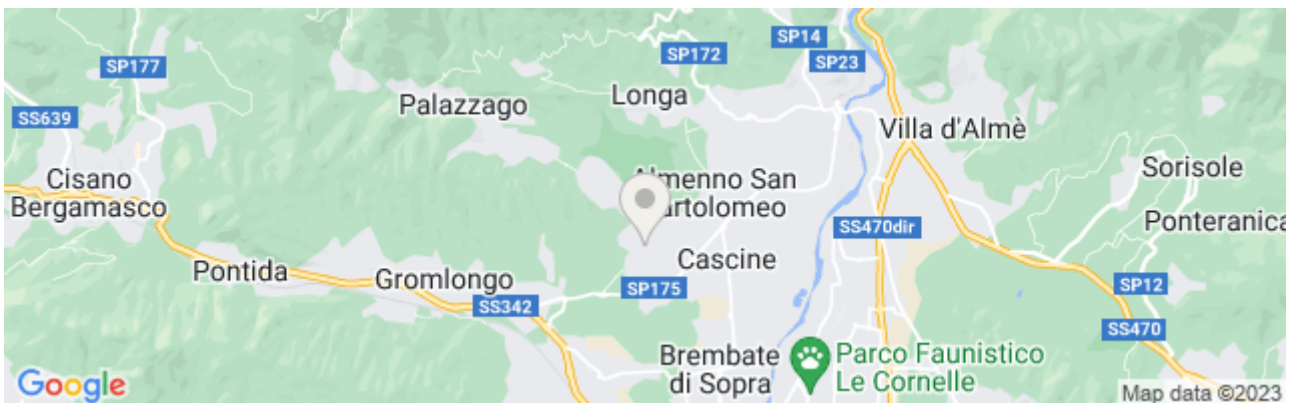 SP14
SP177
SP172
SP23
Longa
Palazzago
SS639
Villa d'Almè
Sorisole
Cisano
Bergamasco
Almenno San
Bartolomeo
Ponteranica
SS470dir
Cascine
Pontida
Gromlongo
SP175
SP12
SS342
SS470
Brembate
di Sopra
Parco Faunistico
Le Cornelle
Google
Map data ©2023